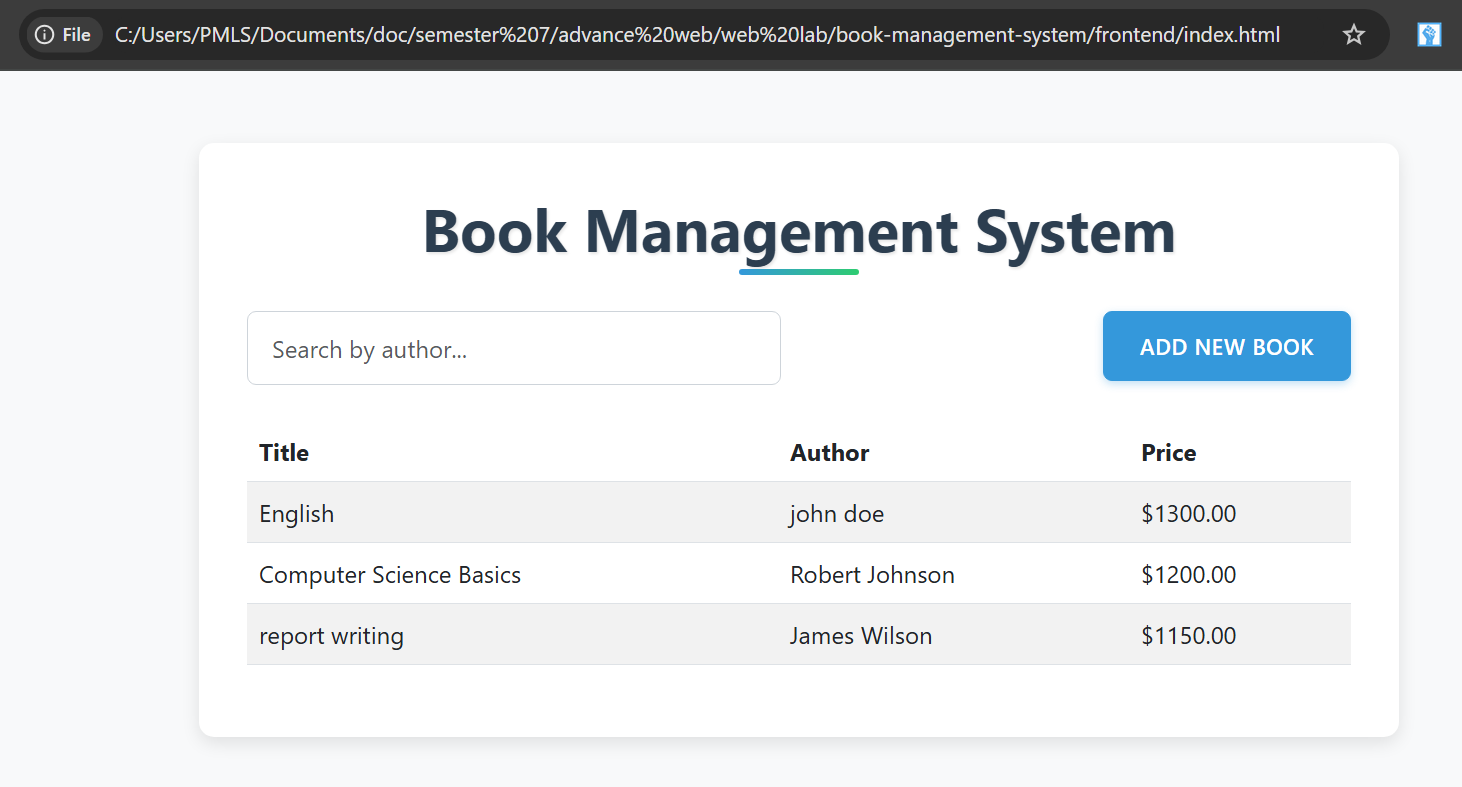 File C:/Users/PMLS/Documents/doc/semester%207/advance%20web/web%20lab/book-management-system/frontend/index.html
Book Management System
Search by author... ADD NEW BOOK
Title Author Price
English john doe $1300.00
Computer Science Basics Robert Johnson $1200.00
report writing James Wilson $1150.00